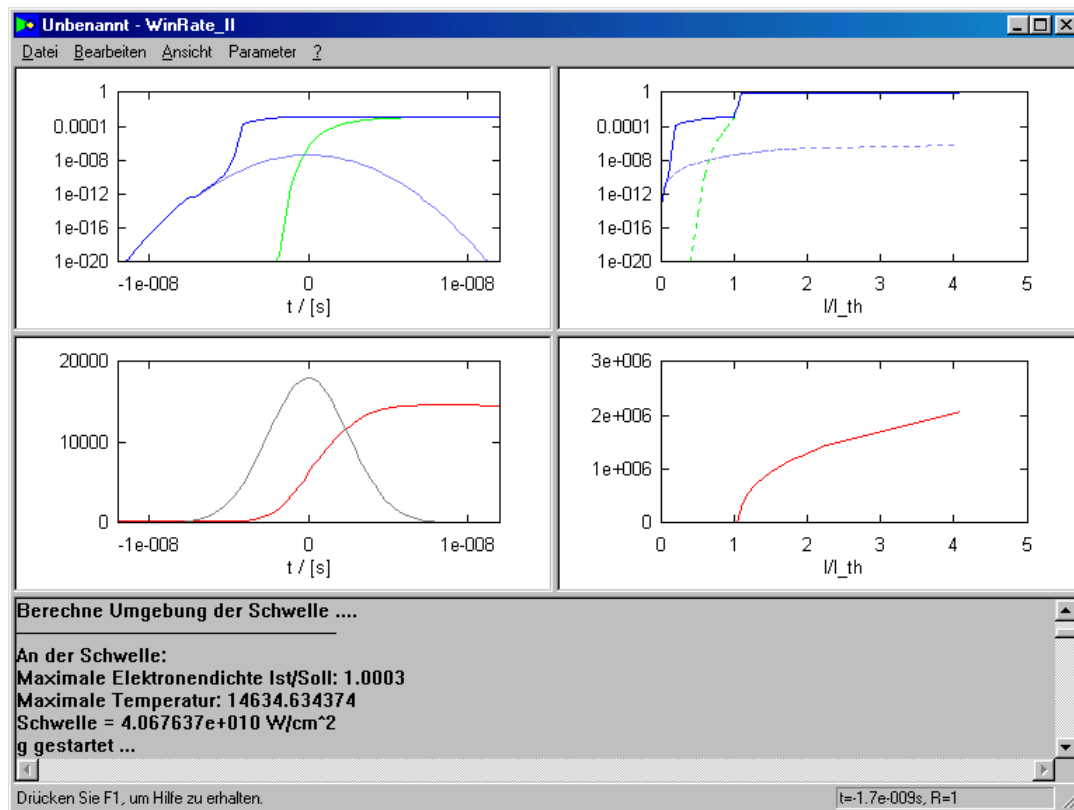 Unbenannt - WinRate_II
Datei Bearbeiten Ansicht Parameter ?
1
0.0001
1e-008
1e-012
1e-016
1e-020
-1e-008 0 1e-008
t / [s]
1
0.0001
1e-008
1e-012
1e-016
1e-020
0 1 2 3 4 5
I/I_th
20000
10000
0
-1e-008 0 1e-008
t / [s]
3e+006
2e+006
1e+006
0
0 1 2 3 4 5
I/I_th
Berechne Umgebung der Schwelle ....
An der Schwelle:
Maximale Elektronendichte Ist/Soll: 1.0003
Maximale Temperatur: 14634.634374
Schwelle = 4.067637e+010 W/cm^2
g gestartet ...
Drücken Sie F1, um Hilfe zu erhalten.
t=-1.7e-009s, R=1